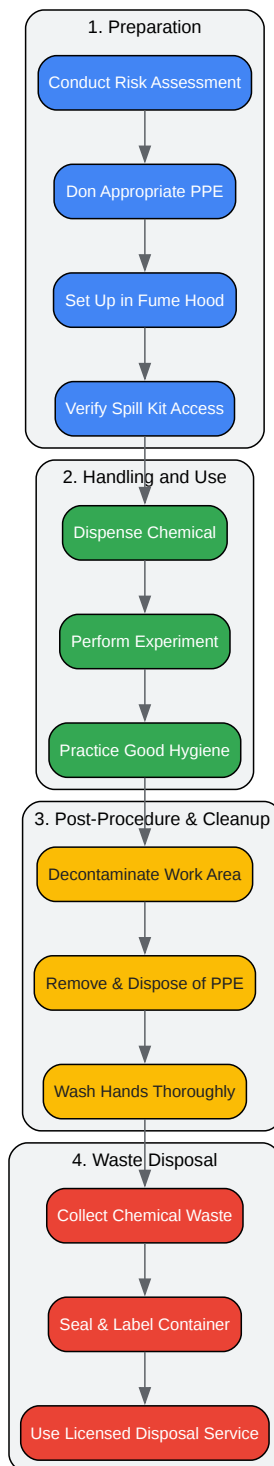 1. Preparation
Conduct Risk Assessment
Don Appropriate PPE
Set Up in Fume Hood
Verify Spill Kit Access
2. Handling and Use
Dispense Chemical
Perform Experiment
Practice Good Hygiene
3. Post-Procedure & Cleanup
Decontaminate Work Area
Remove & Dispose of PPE
Wash Hands Thoroughly
4. Waste Disposal
Collect Chemical Waste
Seal & Label Container
Use Licensed Disposal Service